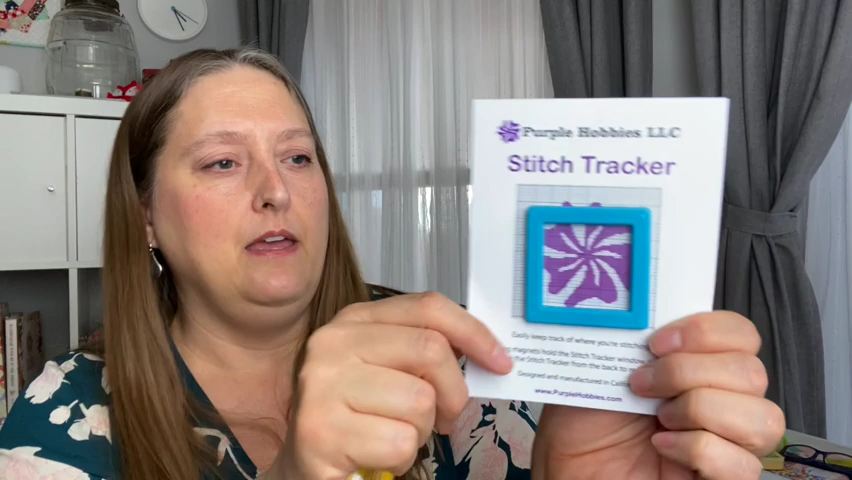 Purple Hobbies LLC
Stitch Tracker
Easily keep track of where you're stitch
magnets hold the Stitch Tracker window
the Stitch Tracker from the back to
Designed and manufactured in
www.PurpleHobbies.com